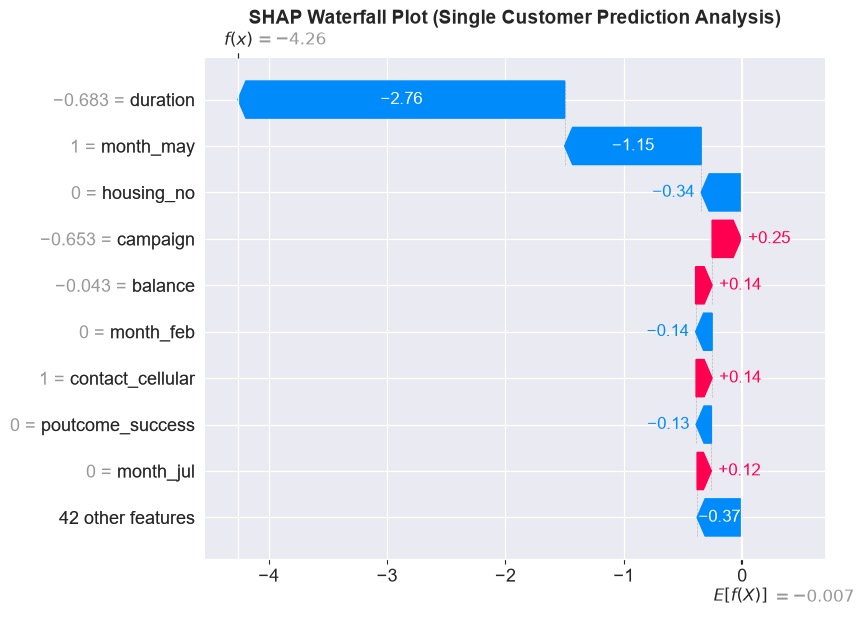 SHAP Waterfall Plot (Single Customer Prediction Analysis)
f(x) = −4.26
−0.683 = duration
−2.76
1 = month_may
−1.15
0 = housing_no
−0.34
−0.653 = campaign
+0.25
−0.043 = balance
+0.14
0 = month_feb
−0.14
1 = contact_cellular
+0.14
0 = poutcome_success
−0.13
0 = month_jul
+0.12
42 other features
−0.37
−4 −3 −2 −1 0
E[f(X)] = −0.007